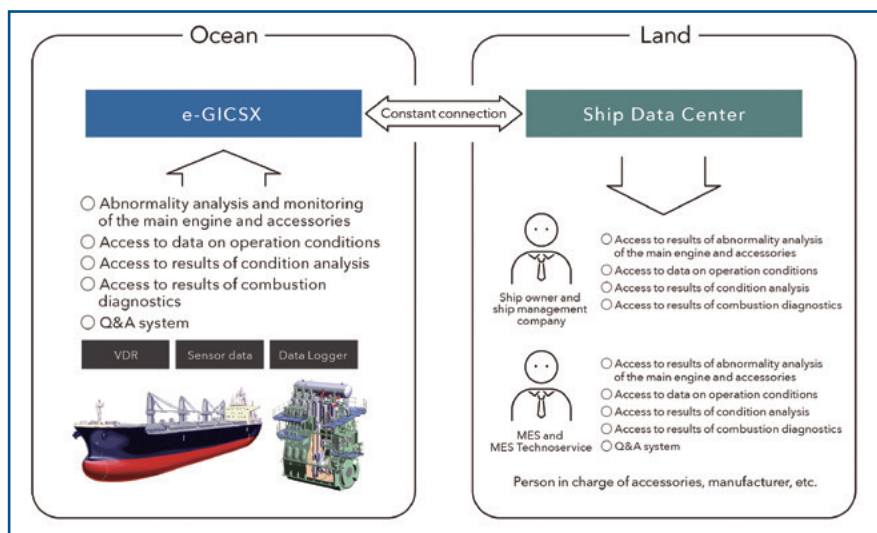 Ocean
e-GICSX
○ Abnormality analysis and monitoring
of the main engine and accessories
○ Access to data on operation conditions
○ Access to results of condition analysis
○ Access to results of combustion
diagnostics
○ Q&A system
VDR
Sensor data
Data Logger
Constant connection
Land
Ship Data Center
Ship owner and
ship management
company
○ Access to results of abnormality analysis
of the main engine and accessories
○ Access to data on operation conditions
○ Access to results of condition analysis
○ Access to results of combustion diagnostics
MES and
MES Technoservice
○ Access to results of abnormality analysis
of the main engine and accessories
○ Access to data on operation conditions
○ Access to results of condition analysis
○ Access to results of combustion diagnostics
○ Q&A system
Person in charge of accessories, manufacturer, etc.